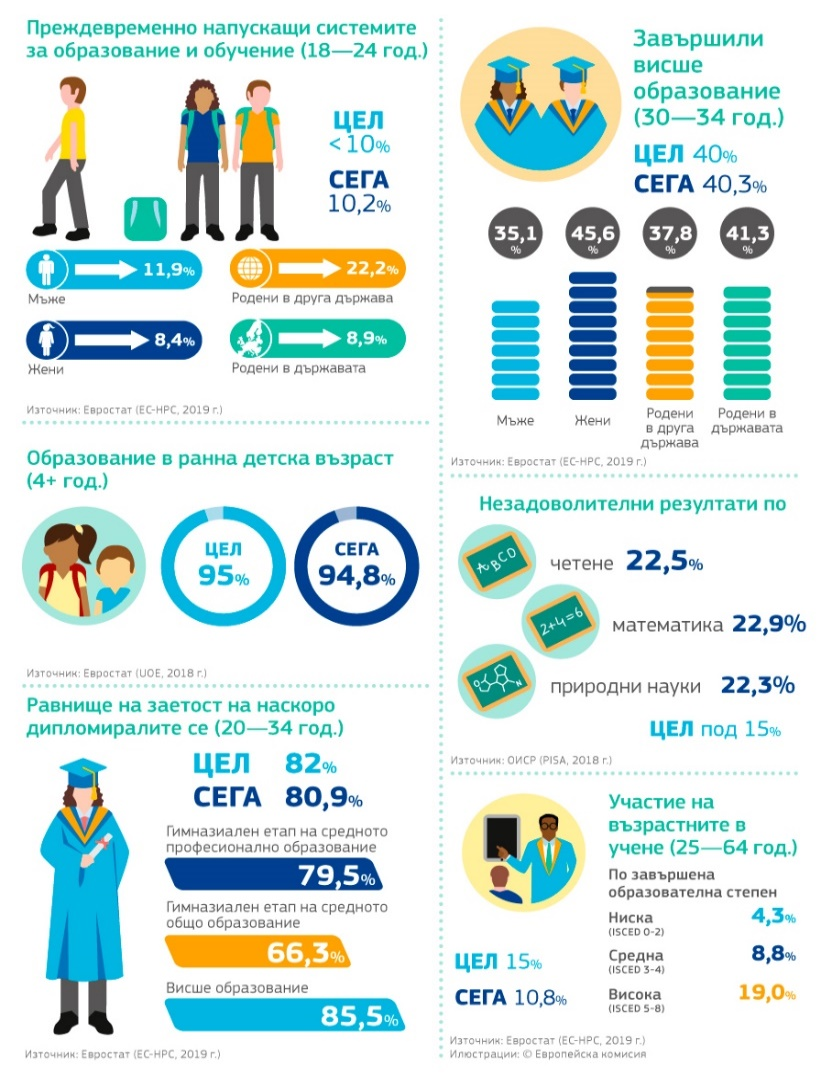 Преждевременно напускащи системите
за образование и обучение (18—24 год.)
ЦЕЛ
<10%
СЕГА
10,2%
11,9%
Мъже
22,2%
Родени в друга държава
8,4%
Жени
8,9%
Родени в държавата
Източник: Евростат (ЕС-НРС, 2019 г.)
Образование в ранна детска възраст
(4+ год.)
ЦЕЛ
95%
СЕГА
94,8%
Източник: Евростат (UOE, 2018 г.)
Равнище на заетост на наскоро
дипломиралите се (20—34 год.)
ЦЕЛ 82%
СЕГА 80,9%
Гимназиален етап на средното
професионално образование
79,5%
Гимназиален етап на средното
общо образование
66,3%
Висше образование
85,5%
Източник: Евростат (ЕС-НРС, 2019 г.)
Завършили
висше
образование
(30—34 год.)
ЦЕЛ 40%
СЕГА 40,3%
35,1%
45,6%
37,8%
41,3%
Мъже
Жени
Родени
в друга
държава
Родени в
държавата
Източник: Евростат (ЕС-НРС, 2019 г.)
Незадоволителни резултати по
ABCD
четене 22,5%
2+4=6
математика 22,9%
природни науки 22,3%
ЦЕЛ под 15%
Източник: ОИСР (PISA, 2018 г.)
Участие на
възрастните в
учене (25—64 год.)
По завършена
образователна степен
Ниска 4,3%
(ISCED 0-2)
Средна 8,8%
(ISCED 3-4)
Висока 19,0%
(ISCED 5-8)
ЦЕЛ 15%
СЕГА 10,8%
Източник: Евростат (ЕС-НРС, 2019 г.)
Илюстрации: © Европейска комисия